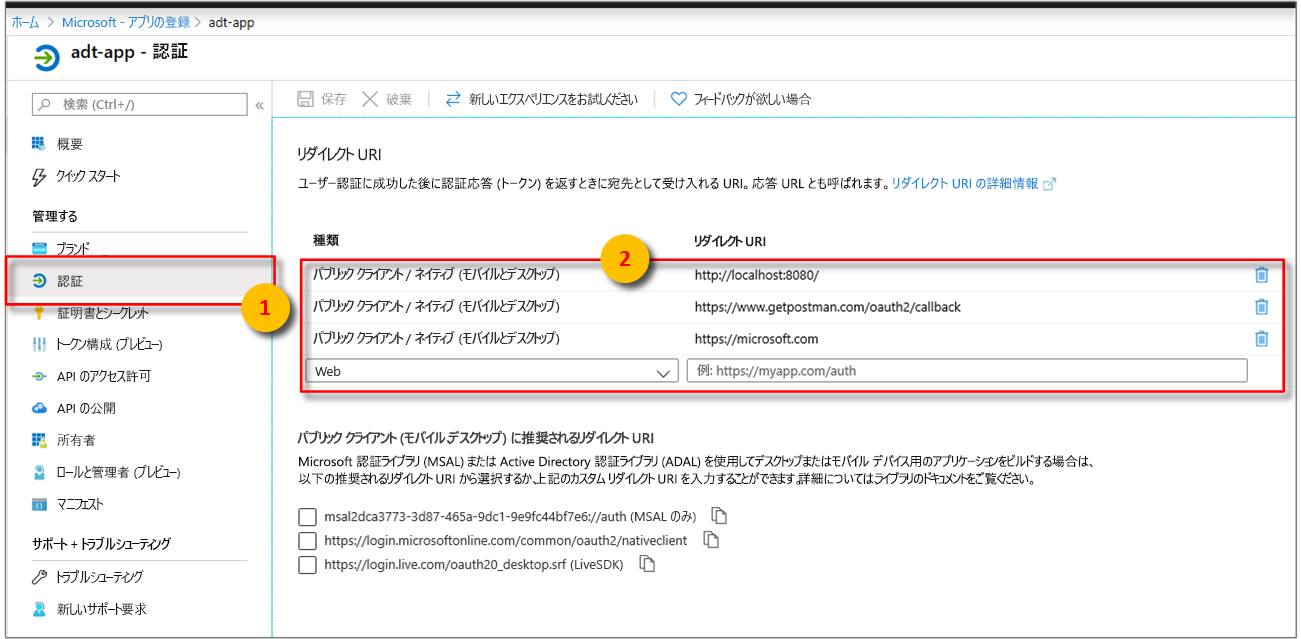 ホーム > Microsoft - アプリの登録 > adt-app
adt-app - 認証
検索 (Ctrl+/)
«
保存
破棄
新しいエクスペリエンスをお試しください
フィードバックが欲しい場合
概要
クイック スタート
管理する
ブランド
認証
証明書とシークレット
トークン構成 (プレビュー)
API のアクセス許可
API の公開
所有者
ロールと管理者 (プレビュー)
マニフェスト
サポート + トラブルシューティング
トラブルシューティング
新しいサポート要求
1
リダイレクト URI
ユーザー認証に成功した後に認証応答 (トークン) を返すときに宛先として受け入れる URI。応答 URL とも呼ばれます。リダイレクト URI の詳細情報
種類 リダイレクト URI
2
パブリック クライアント / ネイティブ (モバイルとデスクトップ) http://localhost:8080/
パブリック クライアント / ネイティブ (モバイルとデスクトップ) https://www.getpostman.com/oauth2/callback
パブリック クライアント / ネイティブ (モバイルとデスクトップ) https://microsoft.com
Web 例: https://myapp.com/auth
パブリック クライアント (モバイル デスクトップ) に推奨されるリダイレクト URI
Microsoft 認証ライブラリ (MSAL) または Active Directory 認証ライブラリ (ADAL) を使用してデスクトップまたはモバイル デバイス用のアプリケーションをビルドする場合は、
以下の推奨されるリダイレクト URI から選択するか、上記のカスタム リダイレクト URI を入力することができます。詳細についてはライブラリのドキュメントをご覧ください。
msal2dca3773-3d87-465a-9dc1-9e9fc44bf7e6://auth (MSAL のみ)
https://login.microsoftonline.com/common/oauth2/nativeclient
https://login.live.com/oauth20_desktop.srf (LiveSDK)